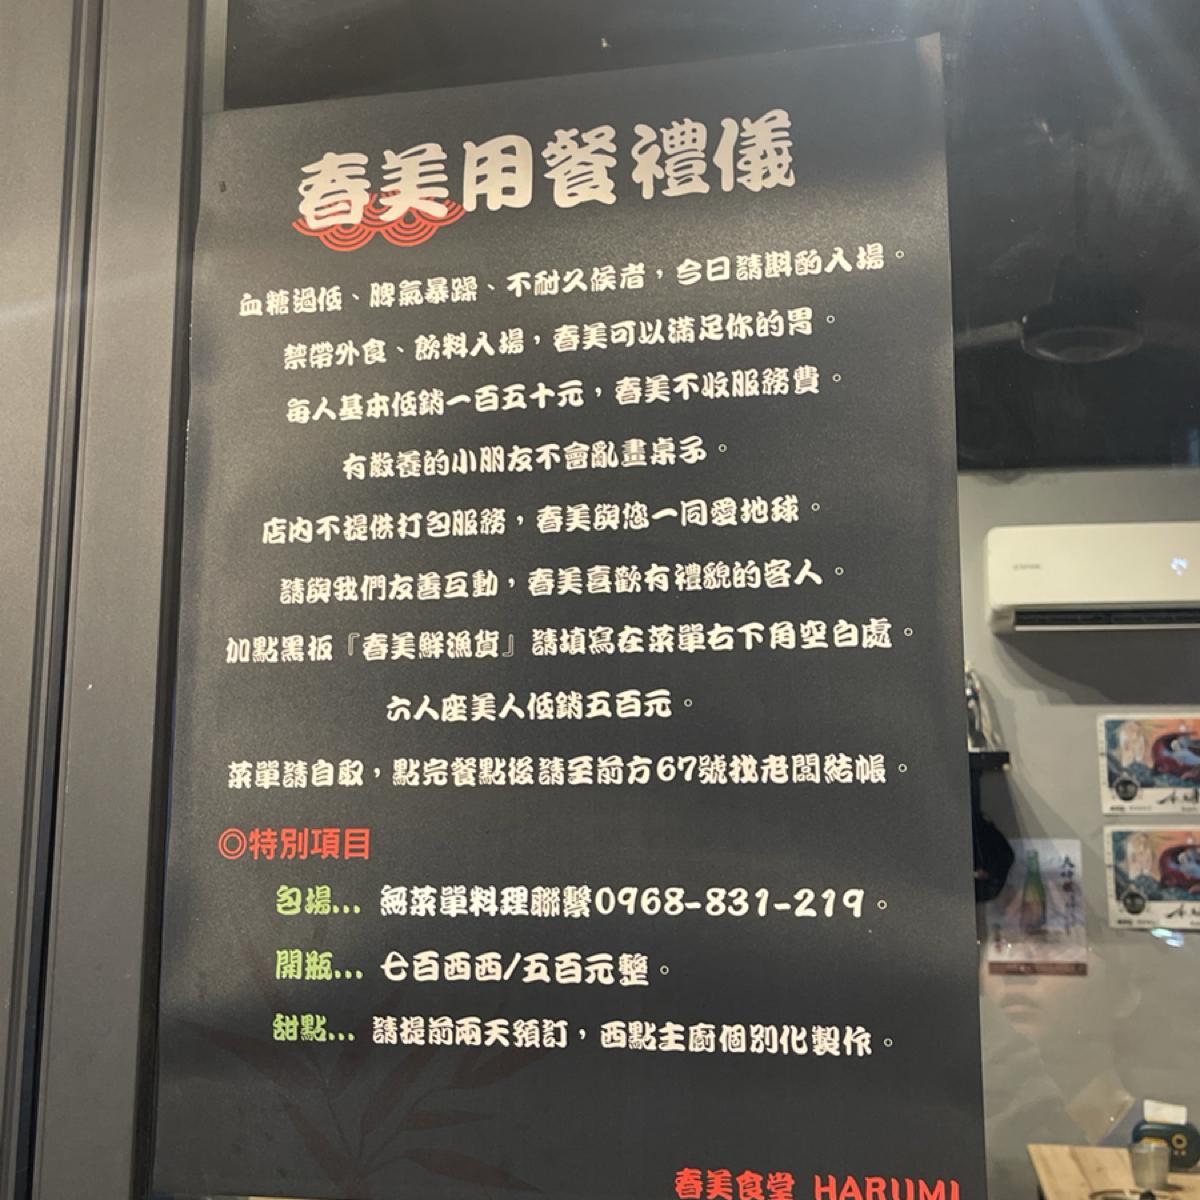 春美用餐禮儀
血糖過低、脾氣暴躁、不耐久候者，今日請斟酌入場。
禁帶外食、飲料入場，春美可以滿足你的胃。
每人基本低銷一百五十元，春美不收服務費。
有教養的小朋友不會亂畫桌子。
店內不提供打包服務，春美與您一同愛地球。
請與我們友善互動，春美喜歡有禮貌的客人。
加點黑板『春美鮮漁貨』請填寫在菜單右下角空白處。
六人座美人低銷五百元。
菜單請自取，點完餐點後請至前方67號找老闆結帳。
◎特別項目
包場... 無菜單料理聯繫0968-831-219。
開瓶... 七百西西/五百元整。
甜點... 請提前兩天預訂，西點主廚個別化製作。
春美食堂 HARUMI